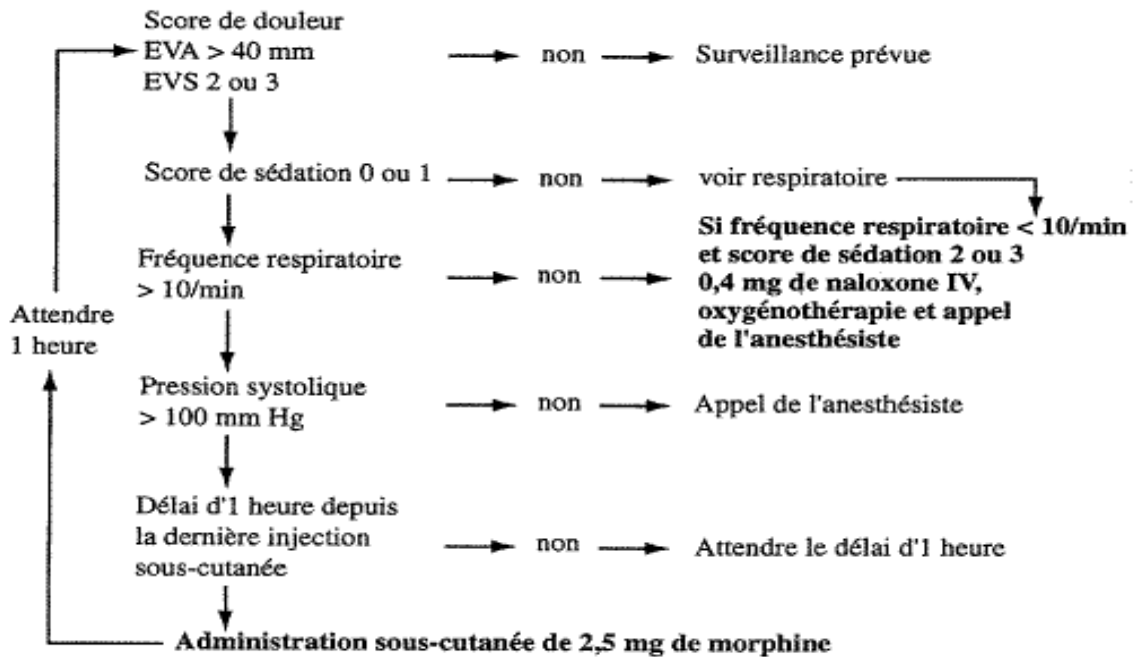 Score de douleur
EVA > 40 mm
EVS 2 ou 3
non
Surveillance prévue
Score de sédation 0 ou 1
non
voir respiratoire
Si fréquence respiratoire < 10/min
et score de sédation 2 ou 3
0,4 mg de naloxone IV,
oxygénothérapie et appel
de l'anesthésiste
Fréquence respiratoire
> 10/min
non
Attendre
1 heure
Pression systolique
> 100 mm Hg
non
Appel de l'anesthésiste
Délai d'1 heure depuis
la dernière injection
sous-cutanée
non
Attendre le délai d'1 heure
Administration sous-cutanée de 2,5 mg de morphine